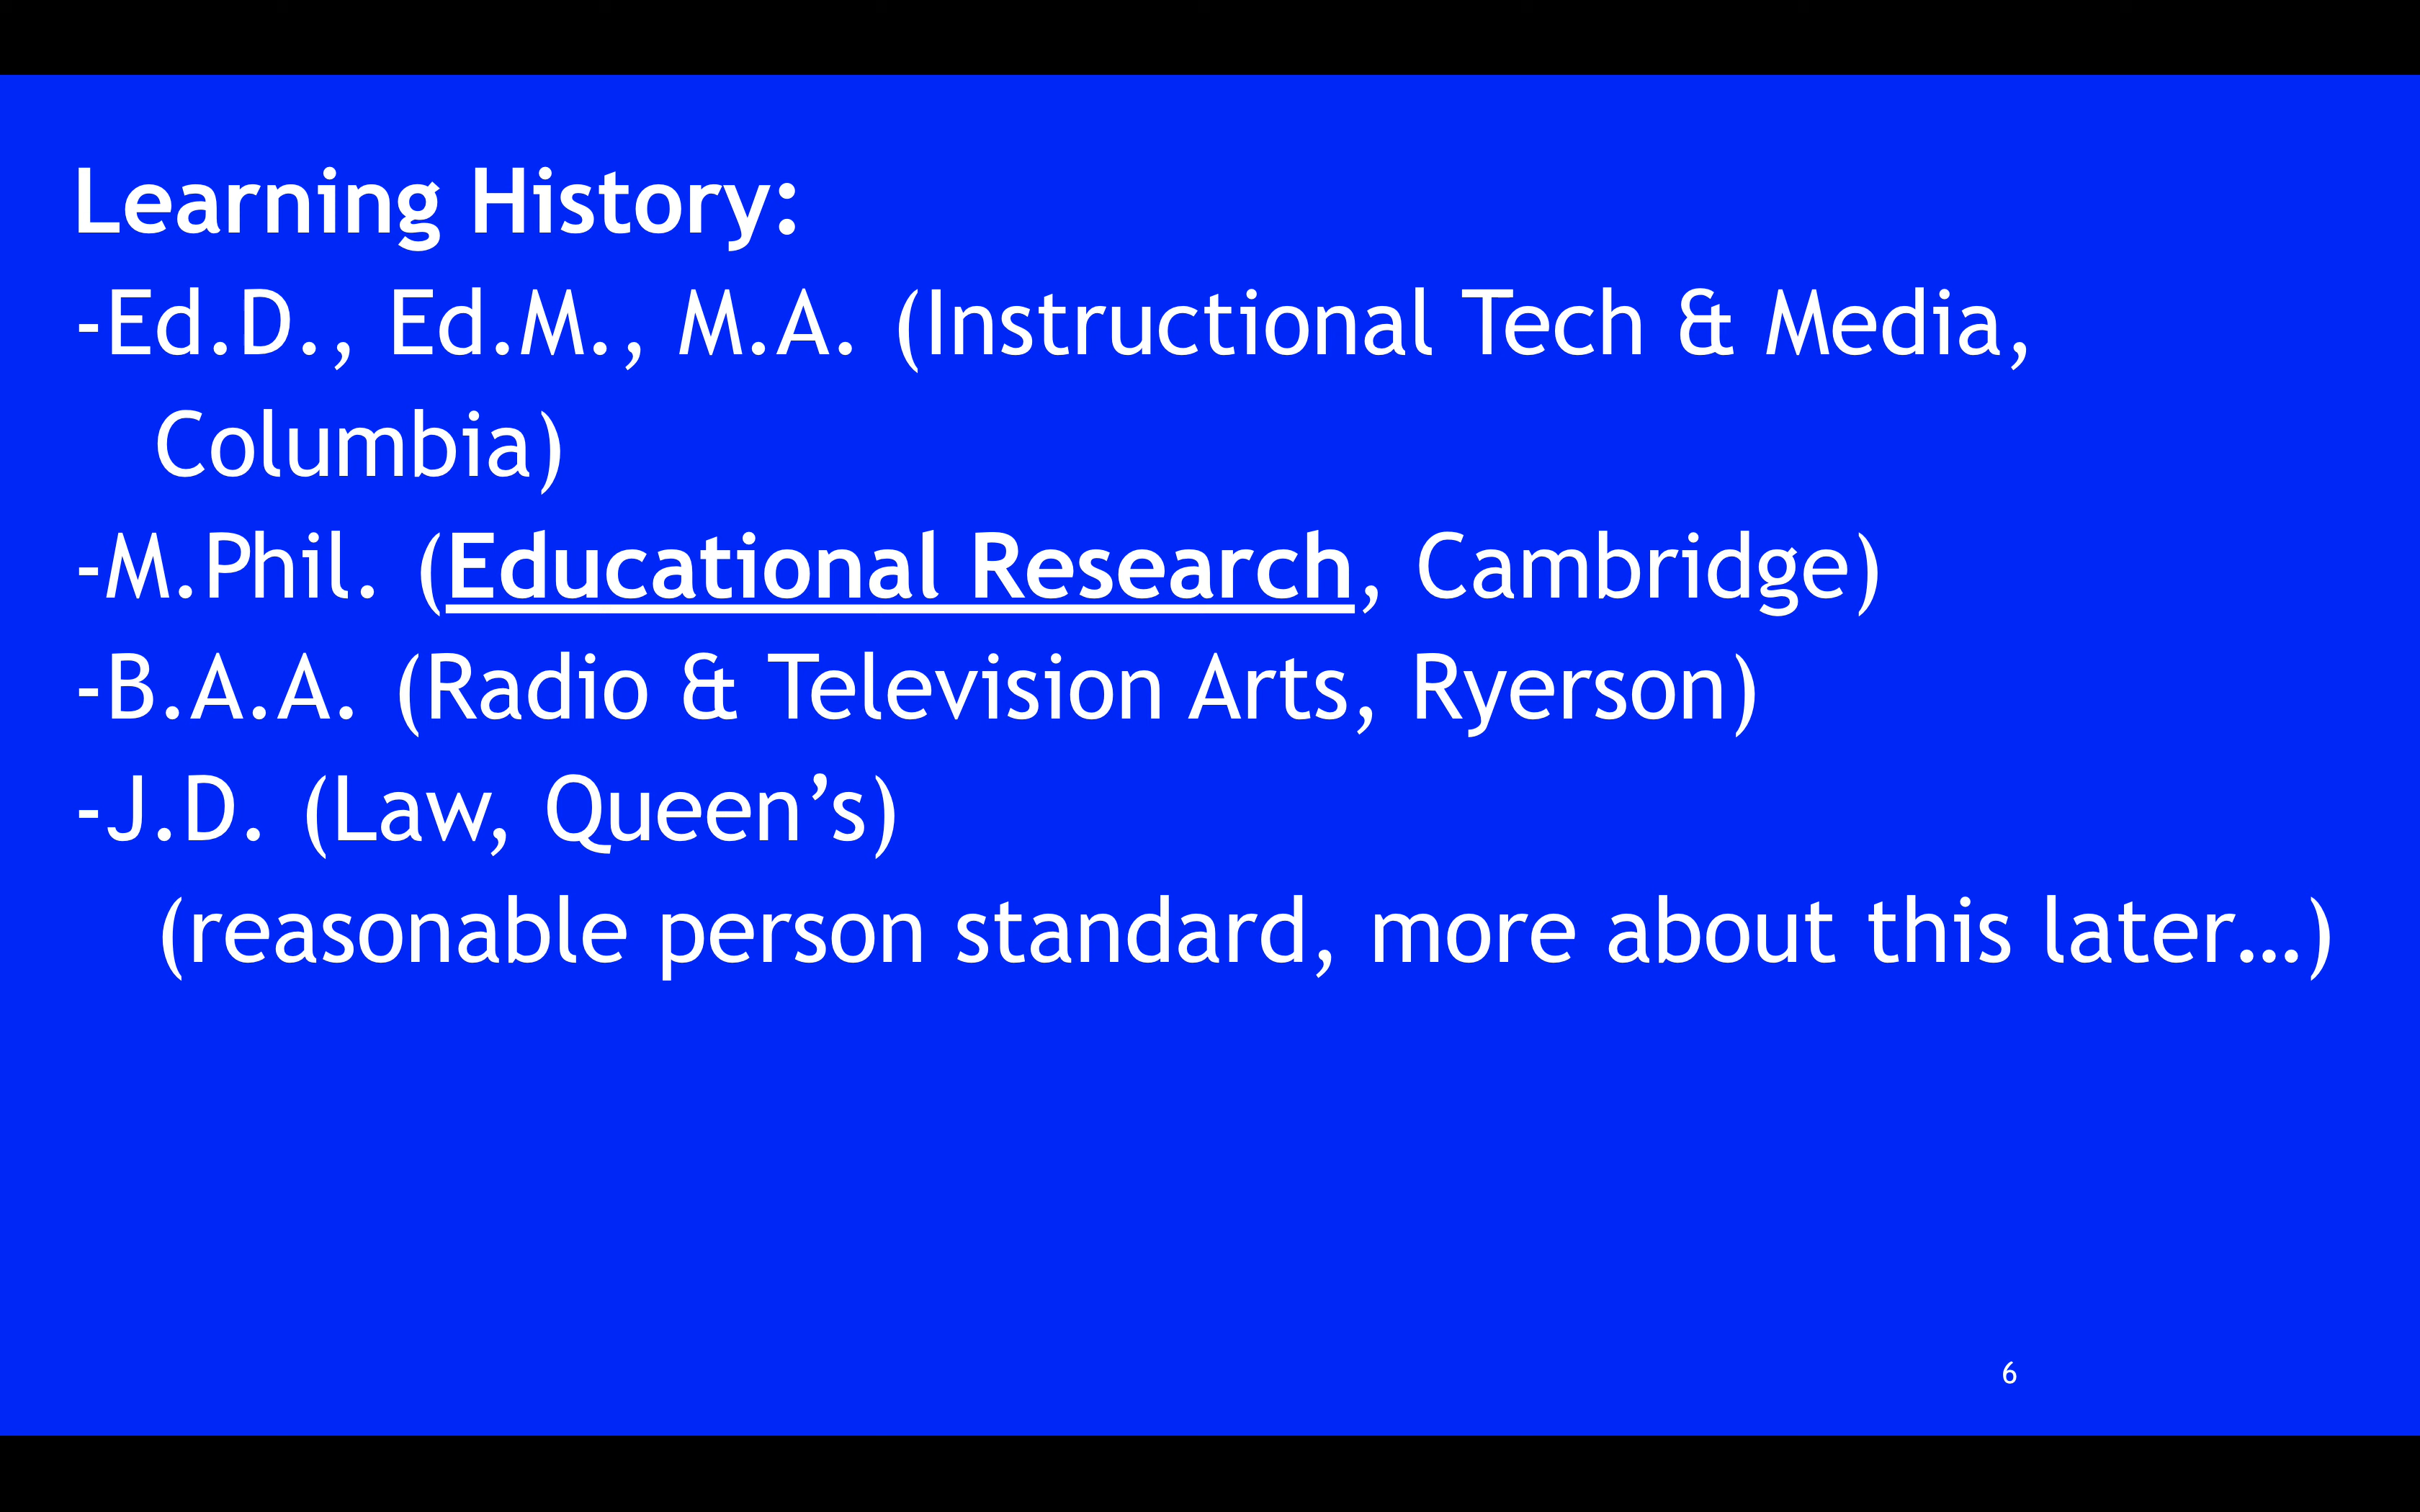 Learning History:
-Ed.D., Ed.M., M.A. (Instructional Tech & Media,
Columbia)
-M.Phil. (Educational Research, Cambridge)
-B.A.A. (Radio & Television Arts, Ryerson)
-J.D. (Law, Queen’s)
(reasonable person standard, more about this later…)
6